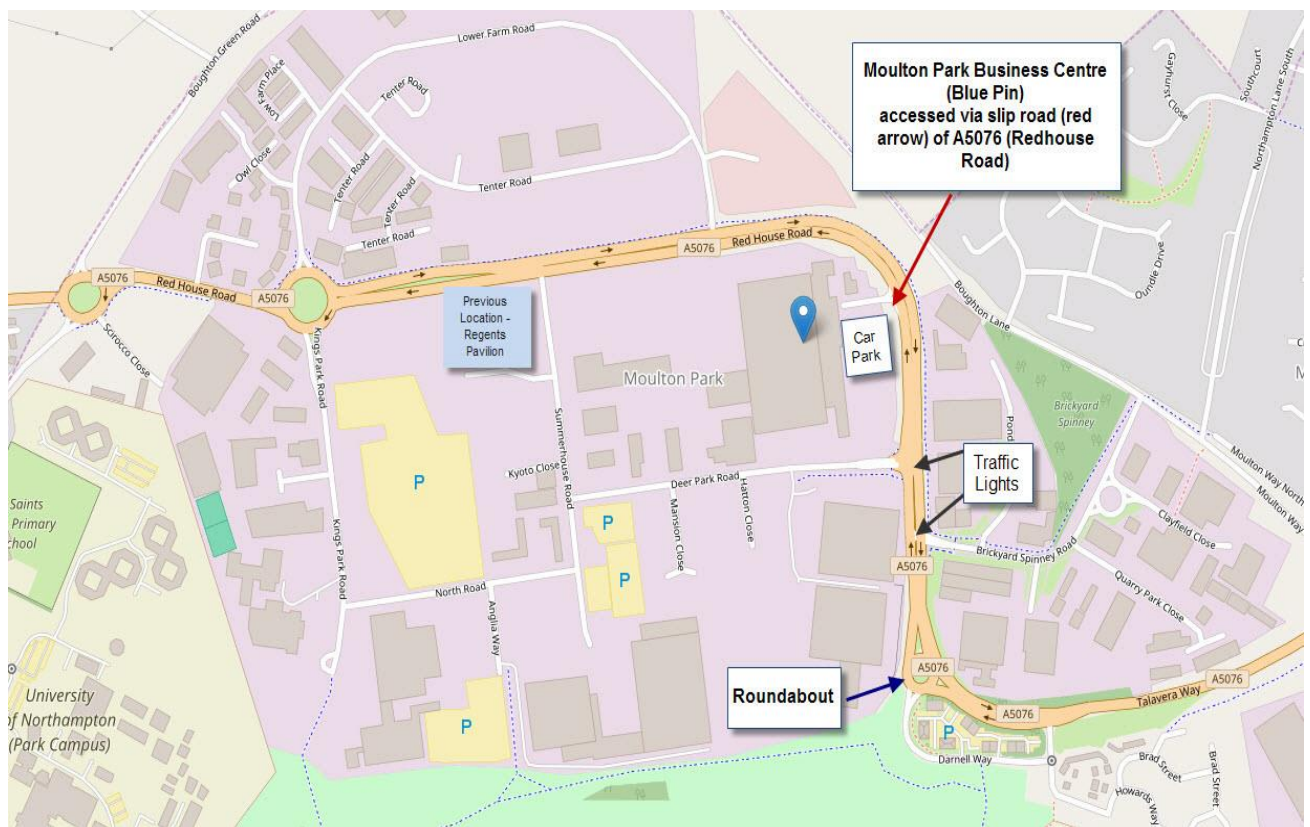 Boughton Green Road
Lower Farm Road
Low Farm Place
Tenter Road
Owl Close
Tenter Road
Tenter Road
Tenter Road
Tenter Road
Moulton Park Business Centre
(Blue Pin)
accessed via slip road (red
arrow) of A5076 (Redhouse
Road)
Gayhurst Close
Southcourt
Northampton Lane South
Oundle Drive
A5076
Red House Road
A5076
A5076
Red House Road
Boughton Lane
Scirocco Close
Kings Park Road
Previous
Location -
Regents
Pavilion
Car
Park
Moulton Park
Brickyard
Spinney
Summerhouse Road
Kyoto Close
Deer Park Road
Mansion Close
Hatton Close
Pond
Traffic
Lights
Moulton Way North
Moulton Way
P
P
P
Saints
Primary
chool
Kings Park Road
North Road
Anglia Way
A5076
Brickyard Spinney Road
Clayfield Close
Quarry Park Close
Roundabout
A5076
A5076
Talavera Way
A5076
University
of Northampton
(Park Campus)
P
P
Darnell Way
Brad Street
Brad Street
Howards Way